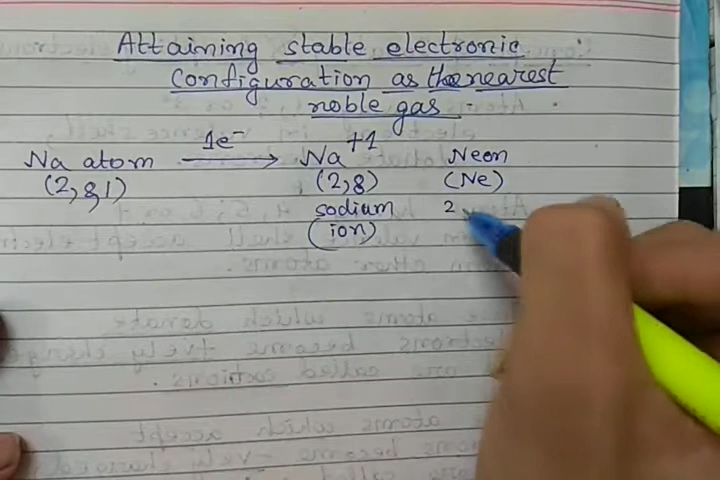 Attaining stable electronic
configuration as the nearest
noble gas.
1e⁻
Na atom ⟶ Na⁺¹ Neon
(2,8,1) (2,8) (Ne)
sodium 2,
(ion)